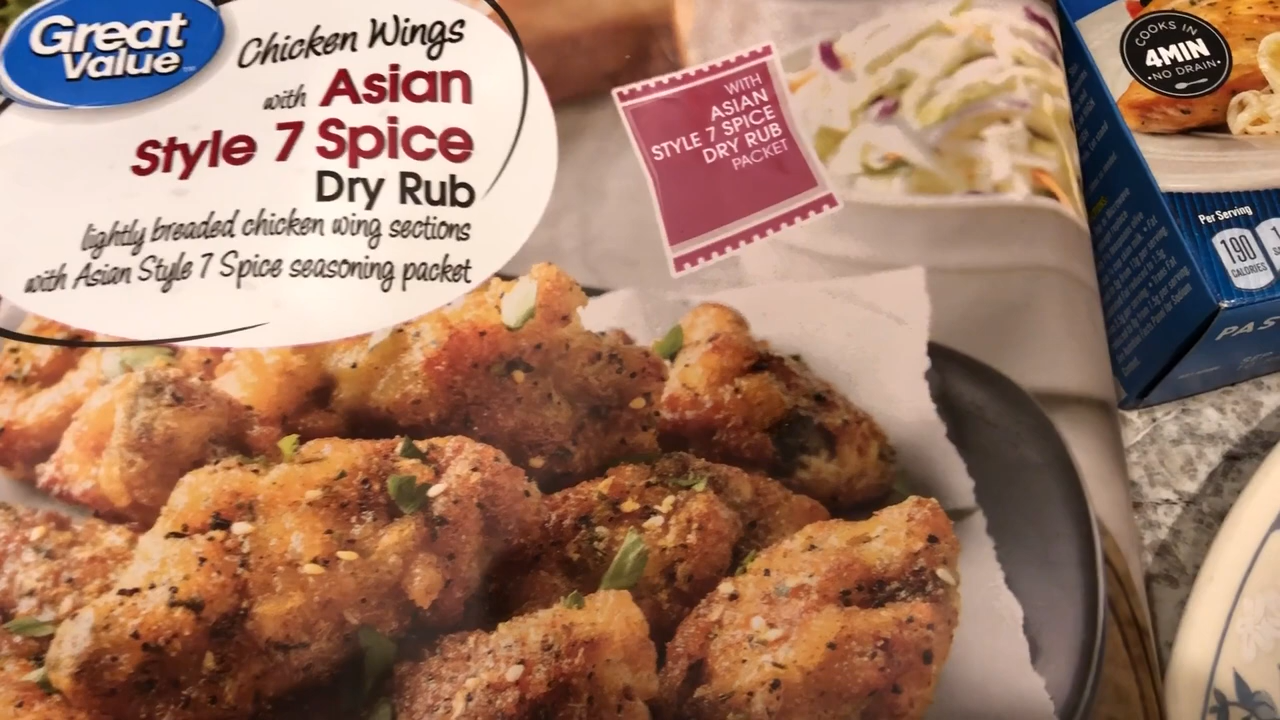 Great
Value
Chicken Wings
with Asian
Style 7 Spice
Dry Rub
lightly breaded chicken wing sections
with Asian Style 7 Spice seasoning packet
WITH
ASIAN
STYLE 7 SPICE
DRY RUB
PACKET
COOKS IN
4MIN
•NO DRAIN•
Per Serving
190
CALORIES
PAS